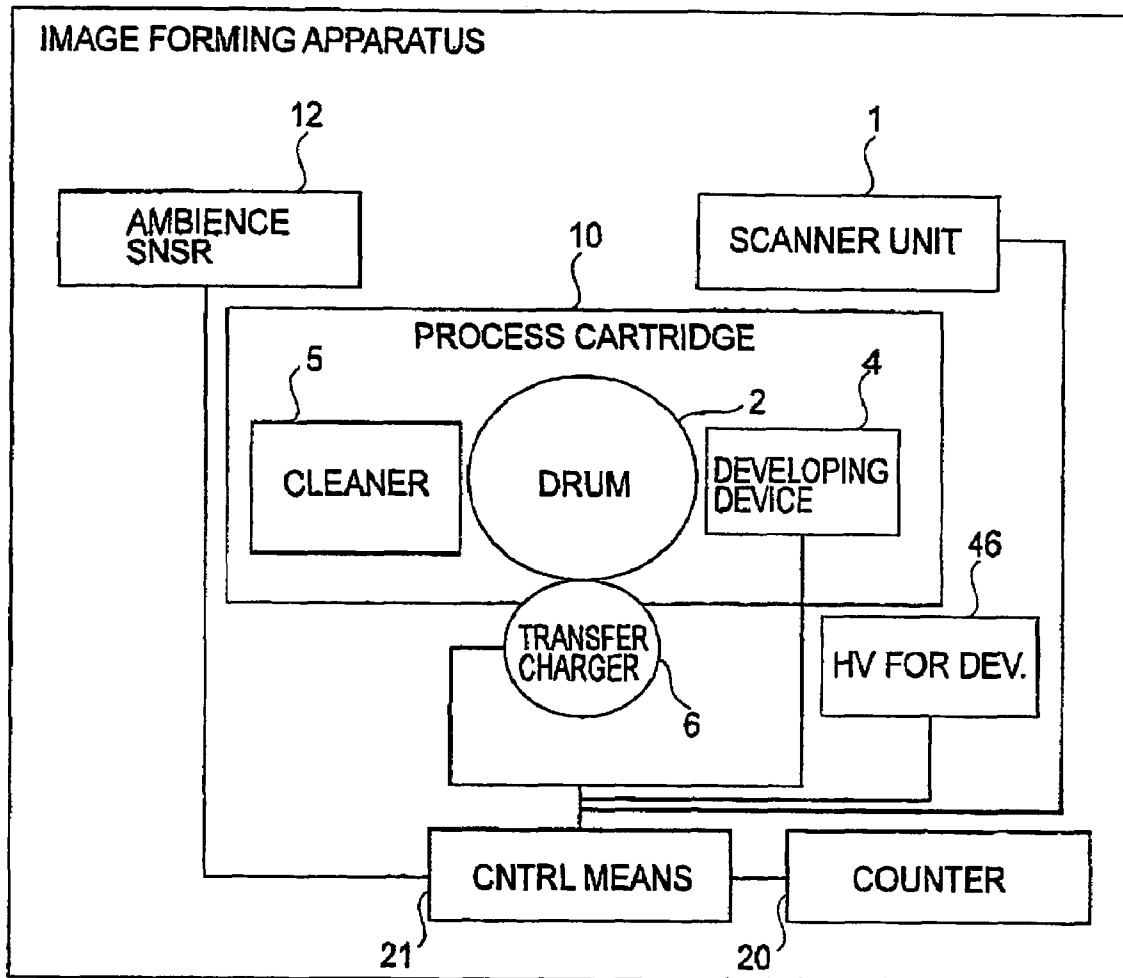 IMAGE FORMING APPARATUS
12
1
AMBIENCE
SNSR
SCANNER UNIT
10
PROCESS CARTRIDGE
5
2
4
CLEANER
DRUM
DEVELOPING
DEVICE
46
TRANSFER
CHARGER
HV FOR DEV.
6
CNTRL MEANS
COUNTER
21
20